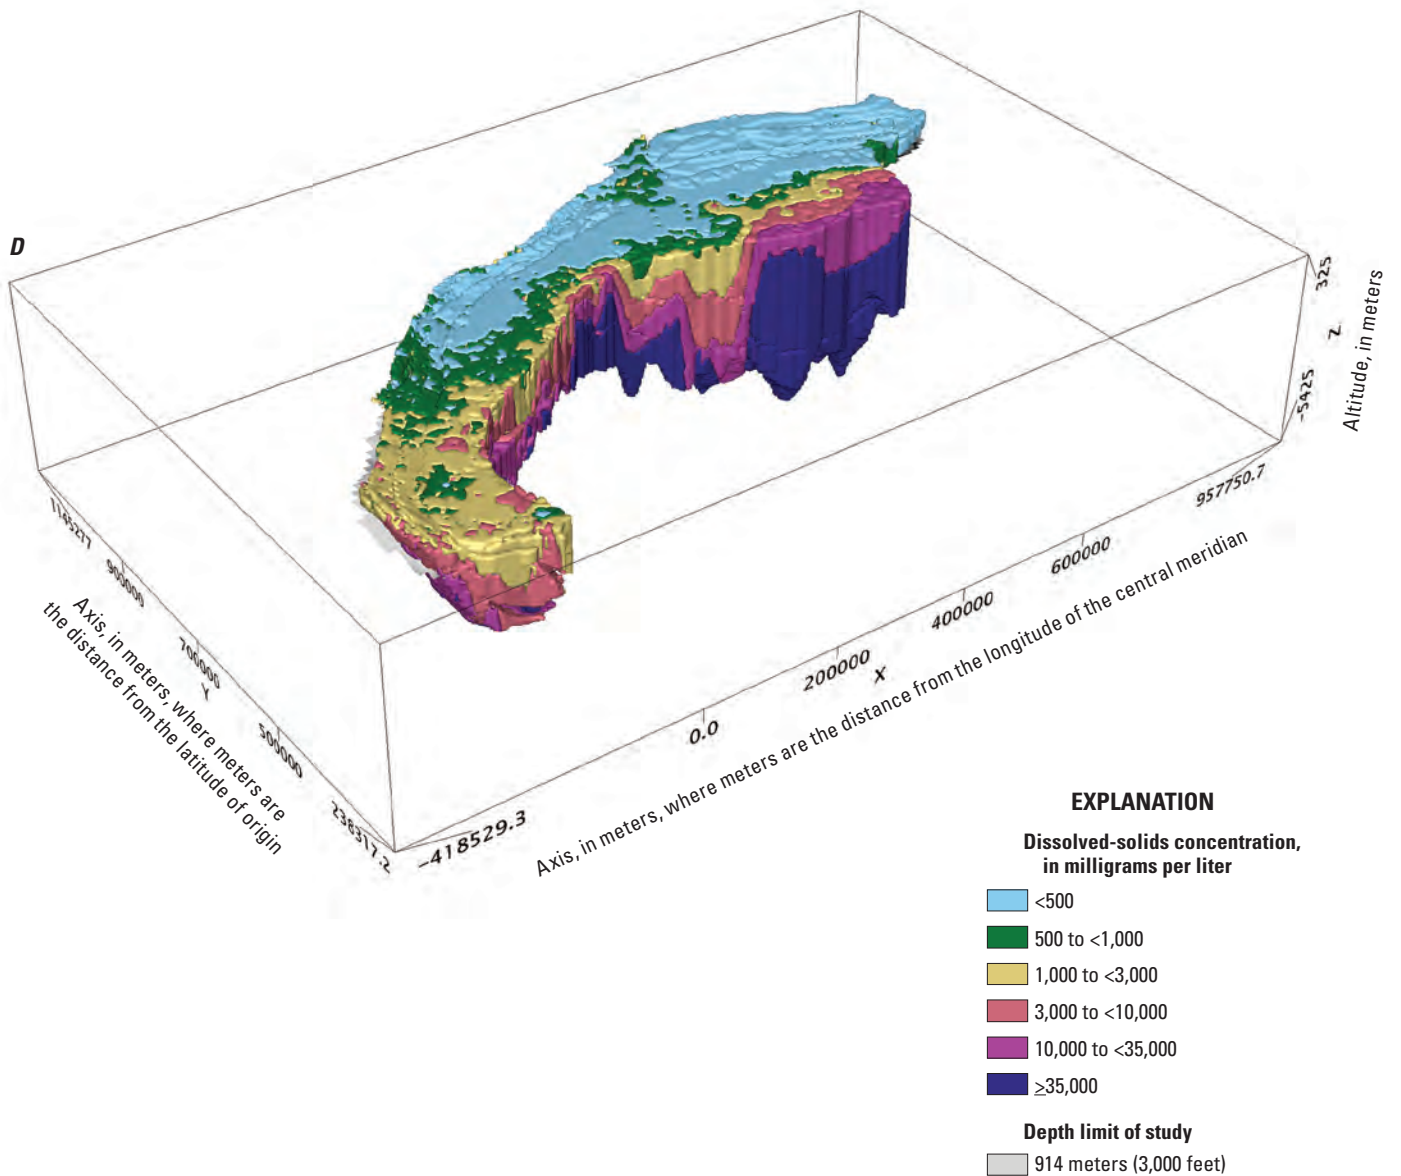 D
325
Z
-5425
Altitude, in meters
957750.7
600000
400000
200000
X
0.0
-418529.3
Axis, in meters, where meters are the distance from the longitude of the central meridian
1145277
900000
700000
Y
500000
238317.2
Axis, in meters, where meters are
the distance from the latitude of origin
EXPLANATION
Dissolved-solids concentration,
in milligrams per liter
<500
500 to <1,000
1,000 to <3,000
3,000 to <10,000
10,000 to <35,000
≥35,000
Depth limit of study
914 meters (3,000 feet)